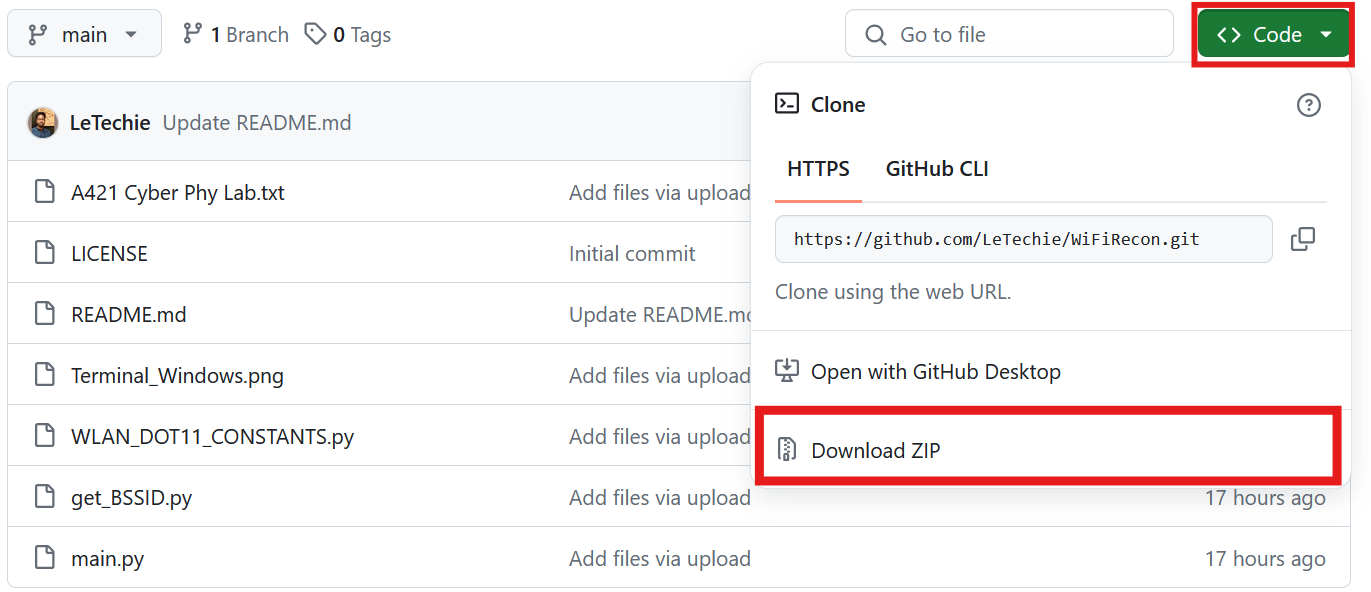 main 1 Branch 0 Tags Go to file Code
LeTechie Update README.md
A421 Cyber Phy Lab.txt Add files via upload
LICENSE Initial commit
README.md Update README.m
Terminal_Windows.png Add files via upload
WLAN_DOT11_CONSTANTS.py Add files via upload
get_BSSID.py Add files via upload 17 hours ago
main.py Add files via upload 17 hours ago
Clone
HTTPS GitHub CLI
https://github.com/LeTechie/WiFiRecon.git
Clone using the web URL.
Open with GitHub Desktop
Download ZIP